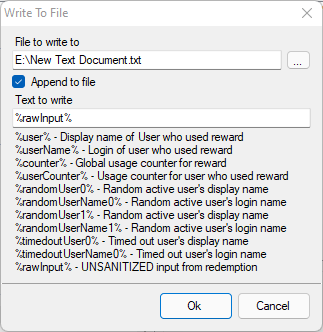 Write To File
File to write to
E:\New Text Document.txt
...
Append to file
Text to write
%rawInput%
%user% - Display name of User who used reward
%userName% - Login of user who used reward
%counter% - Global usage counter for reward
%userCounter% - Usage counter for user who used reward
%randomUser0% - Random active user's display name
%randomUserName0% - Random active user's login name
%randomUser1% - Random active user's display name
%randomUserName1% - Random active user's login name
%timedoutUser0% - Timed out user's display name
%timedoutUserName0% - Timed out user's login name
%rawInput% - UNSANITIZED input from redemption
Ok
Cancel